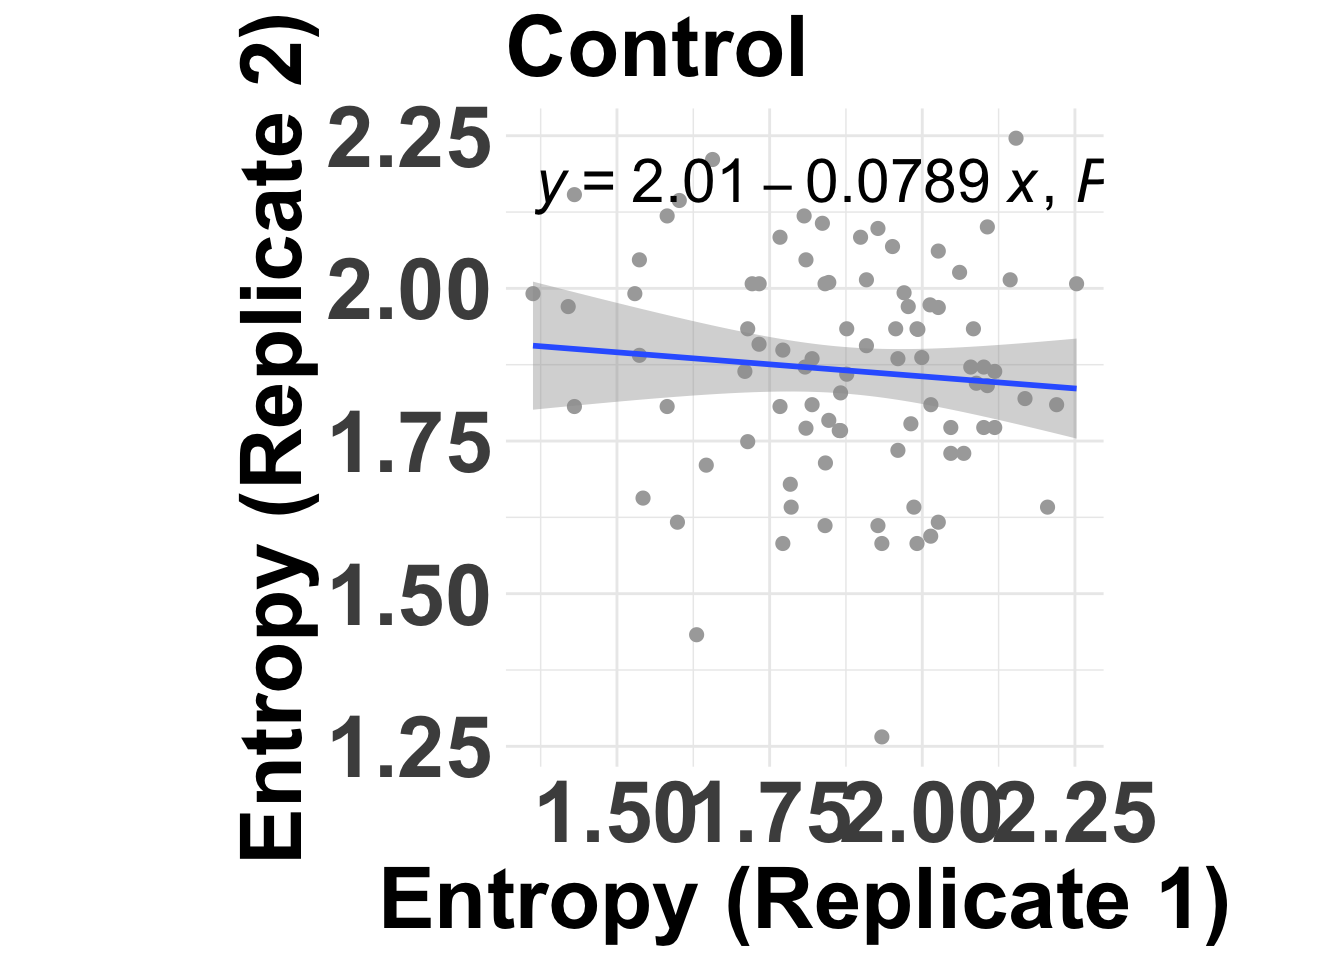 Control
Entropy (Replicate 2)
2.25
2.00
1.75
1.50
1.25
y = 2.01 – 0.0789 x, P
1.50 1.75 2.00 2.25
Entropy (Replicate 1)